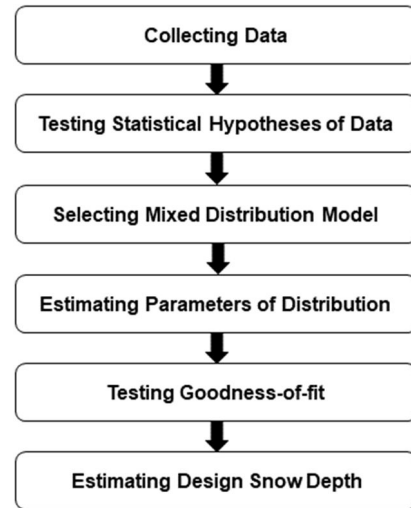 Collecting Data
Testing Statistical Hypotheses of Data
Selecting Mixed Distribution Model
Estimating Parameters of Distribution
Testing Goodness-of-fit
Estimating Design Snow Depth